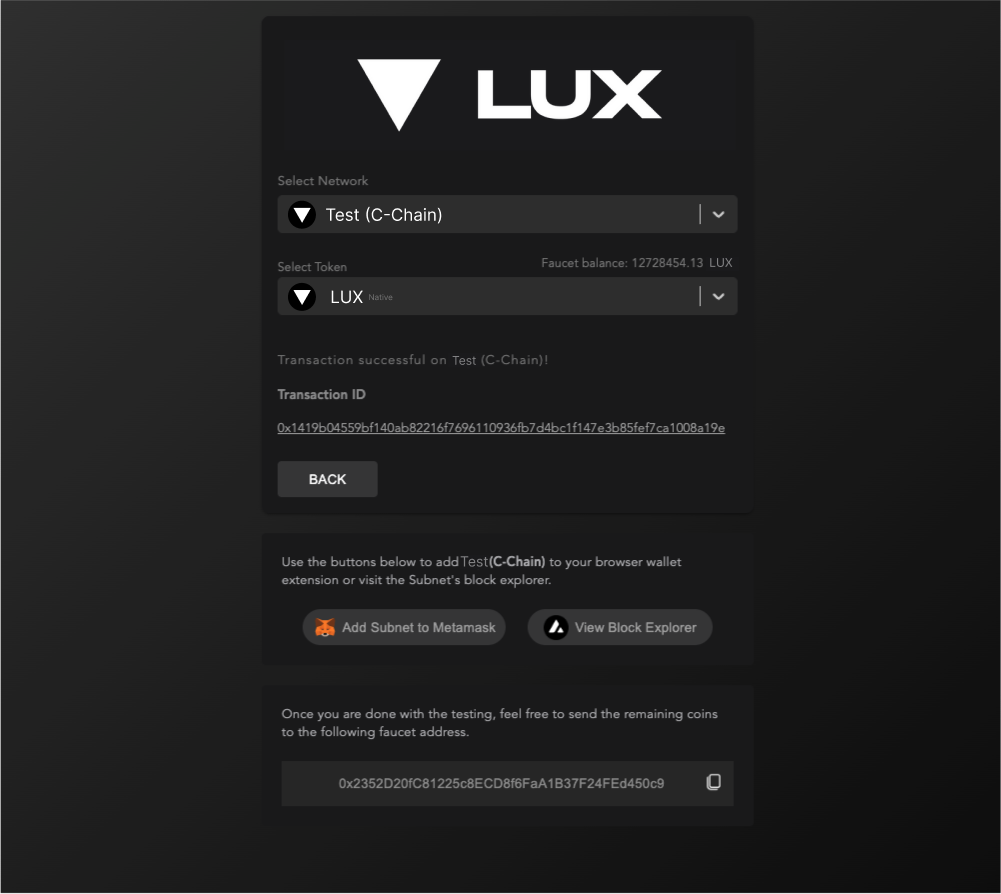 LUX
Select Network
Test (C-Chain)
Select Token
Faucet balance: 12728454.13 LUX
LUX Native
Transaction successful on Test (C-Chain)!
Transaction ID
0x1419b04559bf140ab82216f7696110936fb7d4bc1f147e3b85fef7ca1008a19e
BACK
Use the buttons below to add Test (C-Chain) to your browser wallet
extension or visit the Subnet's block explorer.
Add Subnet to Metamask
View Block Explorer
Once you are done with the testing, feel free to send the remaining coins
to the following faucet address.
0x2352D20fC81225c8ECD8f6FaA1B37F24FEd450c9